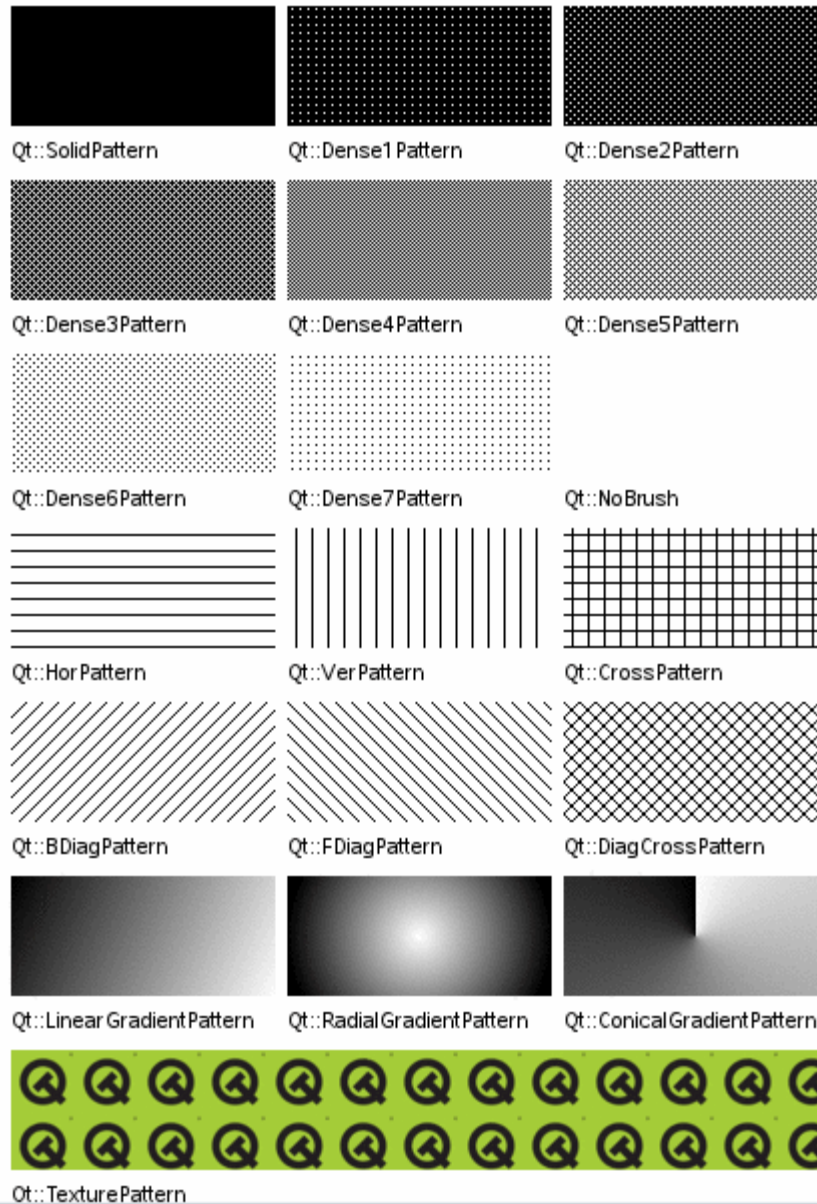 Qt::SolidPattern Qt::Dense1Pattern Qt::Dense2Pattern
Qt::Dense3Pattern Qt::Dense4Pattern Qt::Dense5Pattern
Qt::Dense6Pattern Qt::Dense7Pattern Qt::NoBrush
Qt::HorPattern Qt::VerPattern Qt::CrossPattern
Qt::BDiagPattern Qt::FDiagPattern Qt::DiagCrossPattern
Qt::LinearGradientPattern Qt::RadialGradientPattern Qt::ConicalGradientPattern
Qt::TexturePattern